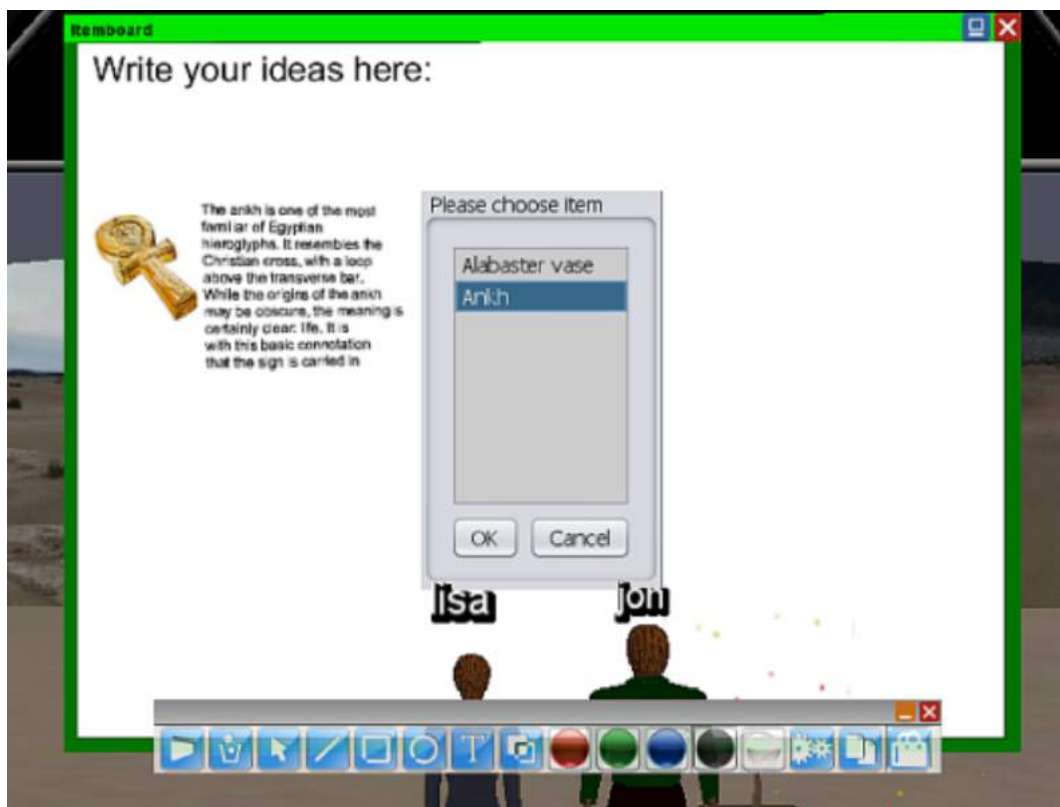 Itemboard
Write your ideas here:
The ankh is one of the most
familiar of Egyptian
hieroglyphs. It resembles the
Christian cross, with a loop
above the transverse bar.
While the origins of the ankh
may be obscure, the meaning is
certainly clear: life. It is
with this basic connotation
that the sign is carried in
Please choose item
Alabaster vase
Ankh
OK
Cancel
lisa
jon
T